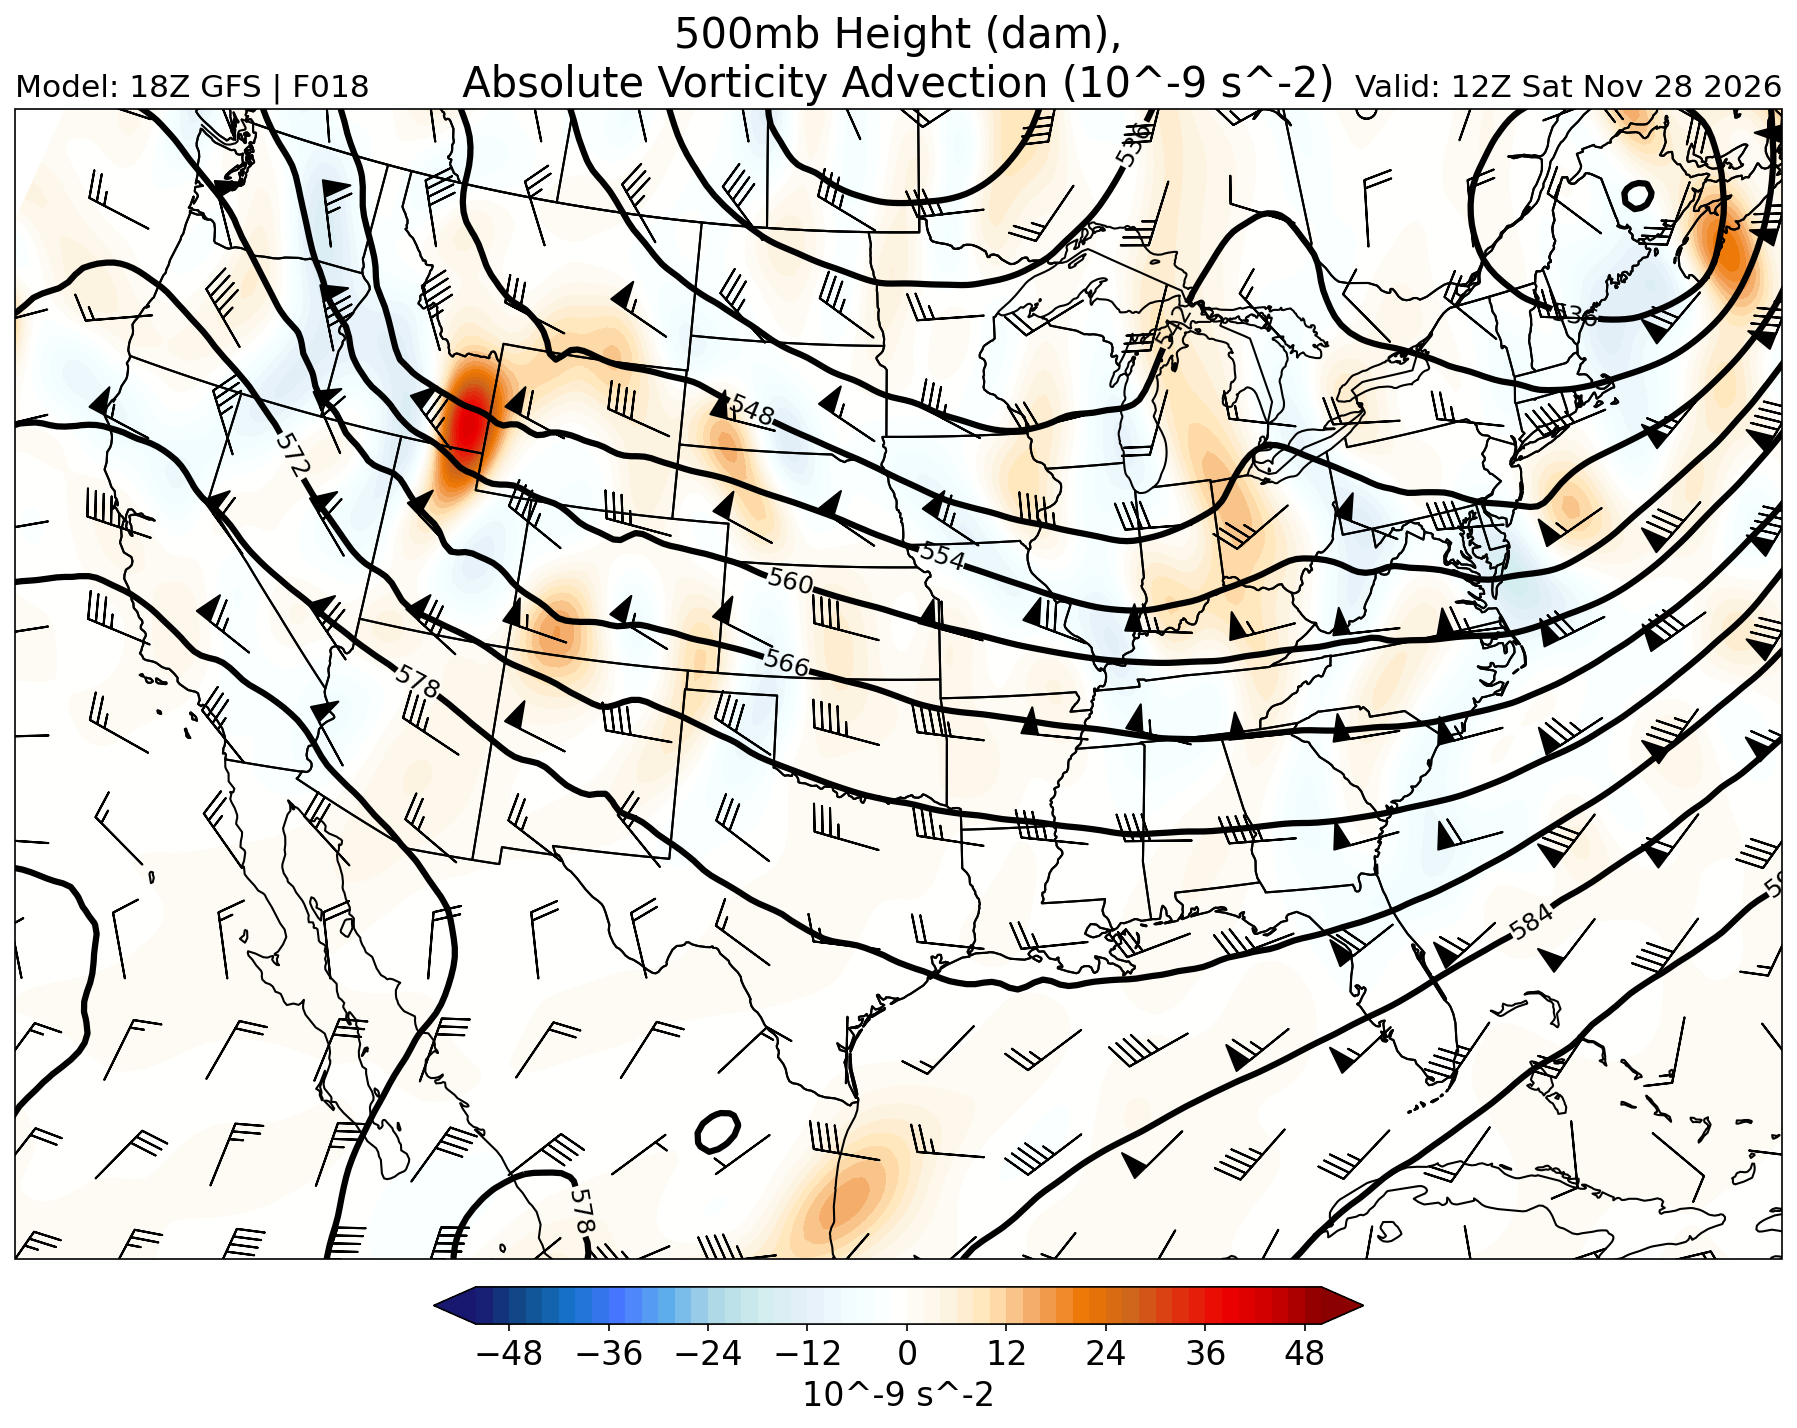 500mb Height (dam),
Model: 18Z GFS | F018
Absolute Vorticity Advection (10^-9 s^-2)
Valid: 12Z Sat Nov 28 2026
536
536
548
572
554
560
566
578
584
578
−48 −36 −24 −12 0 12 24 36 48
10^-9 s^-2